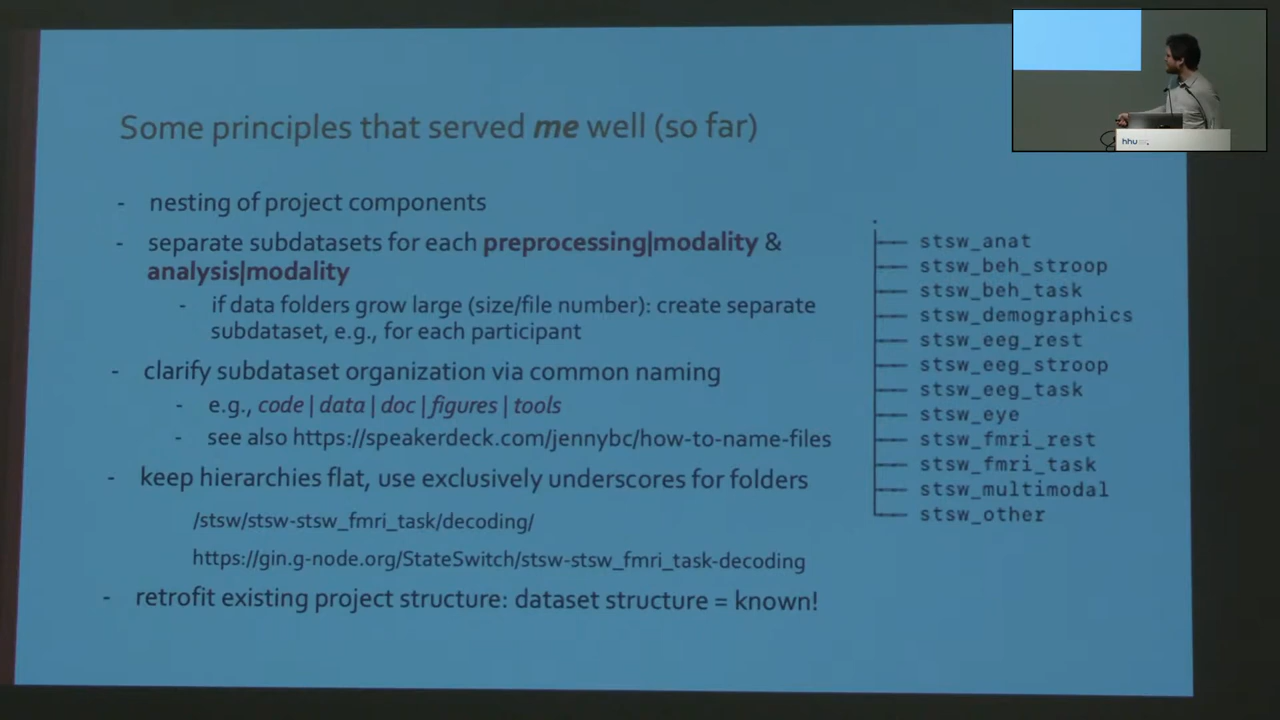 Some principles that served me well (so far)
- nesting of project components
- separate subdatasets for each preprocessing|modality &
analysis|modality
- if data folders grow large (size/file number): create separate
subdataset, e.g., for each participant
- clarify subdataset organization via common naming
- e.g., code | data | doc | figures | tools
- see also https://speakerdeck.com/jennybc/how-to-name-files
- keep hierarchies flat, use exclusively underscores for folders
/stsw/stsw-stsw_fmri_task/decoding/
https://gin.g-node.org/StateSwitch/stsw-stsw_fmri_task-decoding
- retrofit existing project structure: dataset structure = known!
.
├── stsw_anat
├── stsw_beh_stroop
├── stsw_beh_task
├── stsw_demographics
├── stsw_eeg_rest
├── stsw_eeg_stroop
├── stsw_eeg_task
├── stsw_eye
├── stsw_fmri_rest
├── stsw_fmri_task
├── stsw_multimodal
└── stsw_other
hhu